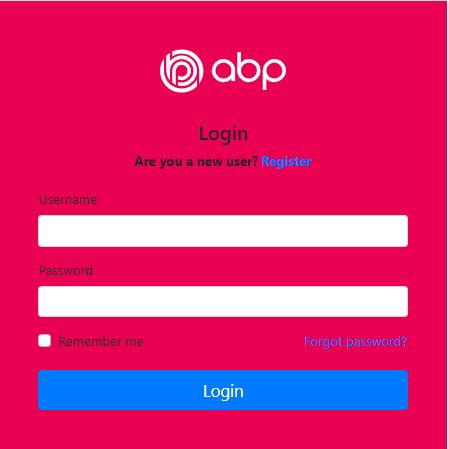 abp
Login
Are you a new user? Register
Username
Password
Remember me Forgot password?
Login